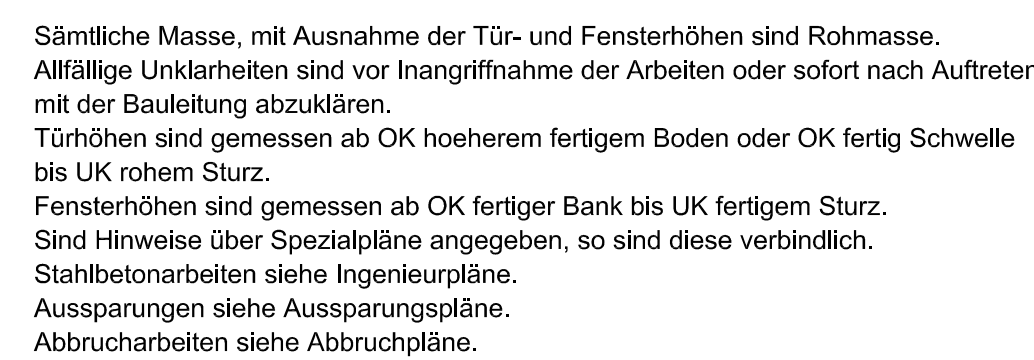 Sämtliche Masse, mit Ausnahme der Tür- und Fensterhöhen sind Rohmasse.
Allfällige Unklarheiten sind vor Inangriffnahme der Arbeiten oder sofort nach Auftreten
mit der Bauleitung abzuklären.
Türhöhen sind gemessen ab OK hoeherem fertigem Boden oder OK fertig Schwelle
bis UK rohem Sturz.
Fensterhöhen sind gemessen ab OK fertiger Bank bis UK fertigem Sturz.
Sind Hinweise über Spezialpläne angegeben, so sind diese verbindlich.
Stahlbetonarbeiten siehe Ingenieurpläne.
Aussparungen siehe Aussparungspläne.
Abbrucharbeiten siehe Abbruchpläne.